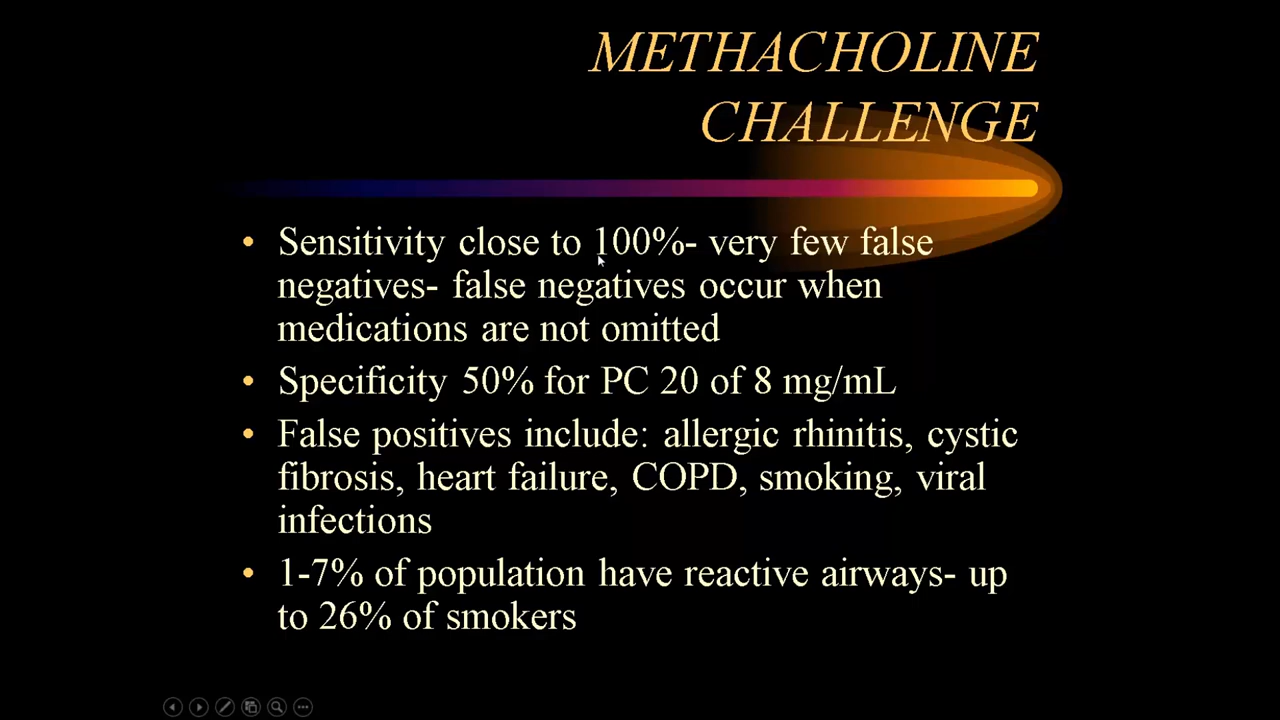 METHACHOLINE
CHALLENGE
• Sensitivity close to 100%- very few false
negatives- false negatives occur when
medications are not omitted
• Specificity 50% for PC 20 of 8 mg/mL
• False positives include: allergic rhinitis, cystic
fibrosis, heart failure, COPD, smoking, viral
infections
• 1-7% of population have reactive airways- up
to 26% of smokers